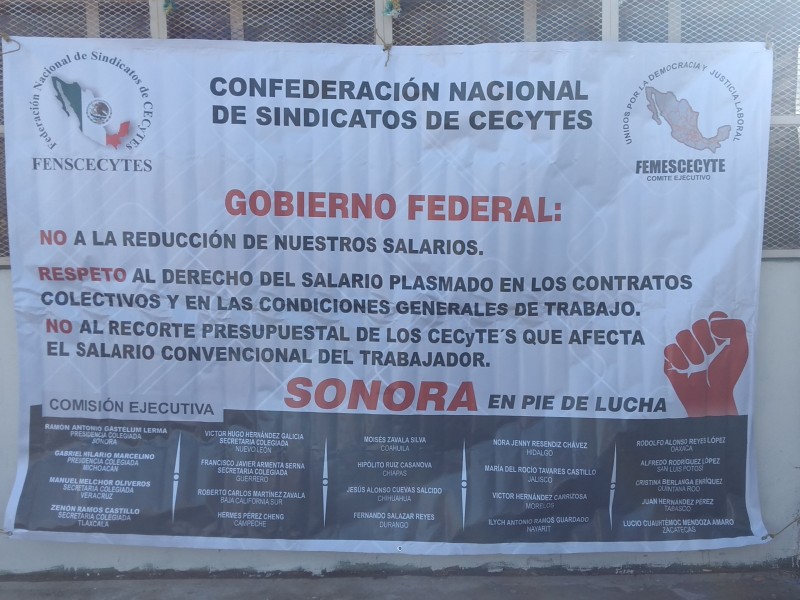 Federación Nacional de Sindicatos de CECyTES
FENSCECYTES
CONFEDERACIÓN NACIONAL
DE SINDICATOS DE CECYTES
UNIDOS POR LA DEMOCRACIA Y JUSTICIA LABORAL
FEMESCECYTE
COMITE EJECUTIVO
GOBIERNO FEDERAL:
NO A LA REDUCCIÓN DE NUESTROS SALARIOS.
RESPETO AL DERECHO DEL SALARIO PLASMADO EN LOS CONTRATOS
COLECTIVOS Y EN LAS CONDICIONES GENERALES DE TRABAJO.
NO AL RECORTE PRESUPUESTAL DE LOS CECyTE´S QUE AFECTA
EL SALARIO CONVENCIONAL DEL TRABAJADOR.
SONORA EN PIE DE LUCHA
COMISIÓN EJECUTIVA
RAMÓN ANTONIO GASTELUM LERMA
PRESIDENCIA COLEGIADA
SONORA
GABRIEL HILARIO MARCELINO
PRESIDENCIA COLEGIADA
MICHOACAN
MANUEL MELCHOR OLIVEROS
SECRETARIA COLEGIADA
VERACRUZ
ZENÓN RAMOS CASTILLO
SECRETARIA COLEGIADA
TLAXCALA
VICTOR HUGO HERNÁNDEZ GALICIA
SECRETARIA COLEGIADA
NUEVO LEÓN
FRANCISCO JAVIER ARMENTA SERNA
SECRETARIA COLEGIADA
GUERRERO
ROBERTO CARLOS MARTINEZ ZAVALA
BAJA CALIFORNIA SUR
HERMES PÉREZ CHENG
CAMPECHE
MOISÉS ZAVALA SILVA
COAHUILA
HIPÓLITO RUIZ CASANOVA
CHIAPAS
JESÚS ALONSO CUEVAS SALCIDO
CHIHUAHUA
FERNANDO SALAZAR REYES
DURANGO
NORA JENNY RESENDIZ CHÁVEZ
HIDALGO
MARÍA DEL ROCIO TAVARES CASTILLO
JALISCO
VICTOR HERNÁNDEZ CARRIZOSA
MORELOS
ILYCH ANTONIO RAMOS GUARDADO
NAYARIT
RODOLFO ALONSO REYES LÓPEZ
OAXACA
ALFREDO RODRÍGUEZ LÓPEZ
SAN LUIS POTOSI
CRISTINA BERLANGA ENRIQUEZ
QUINTANA ROO
JUAN HERNÁNDEZ PÉREZ
TABASCO
LUCIO CUAUHTEMOC MENDOZA AMARO
ZACATECAS